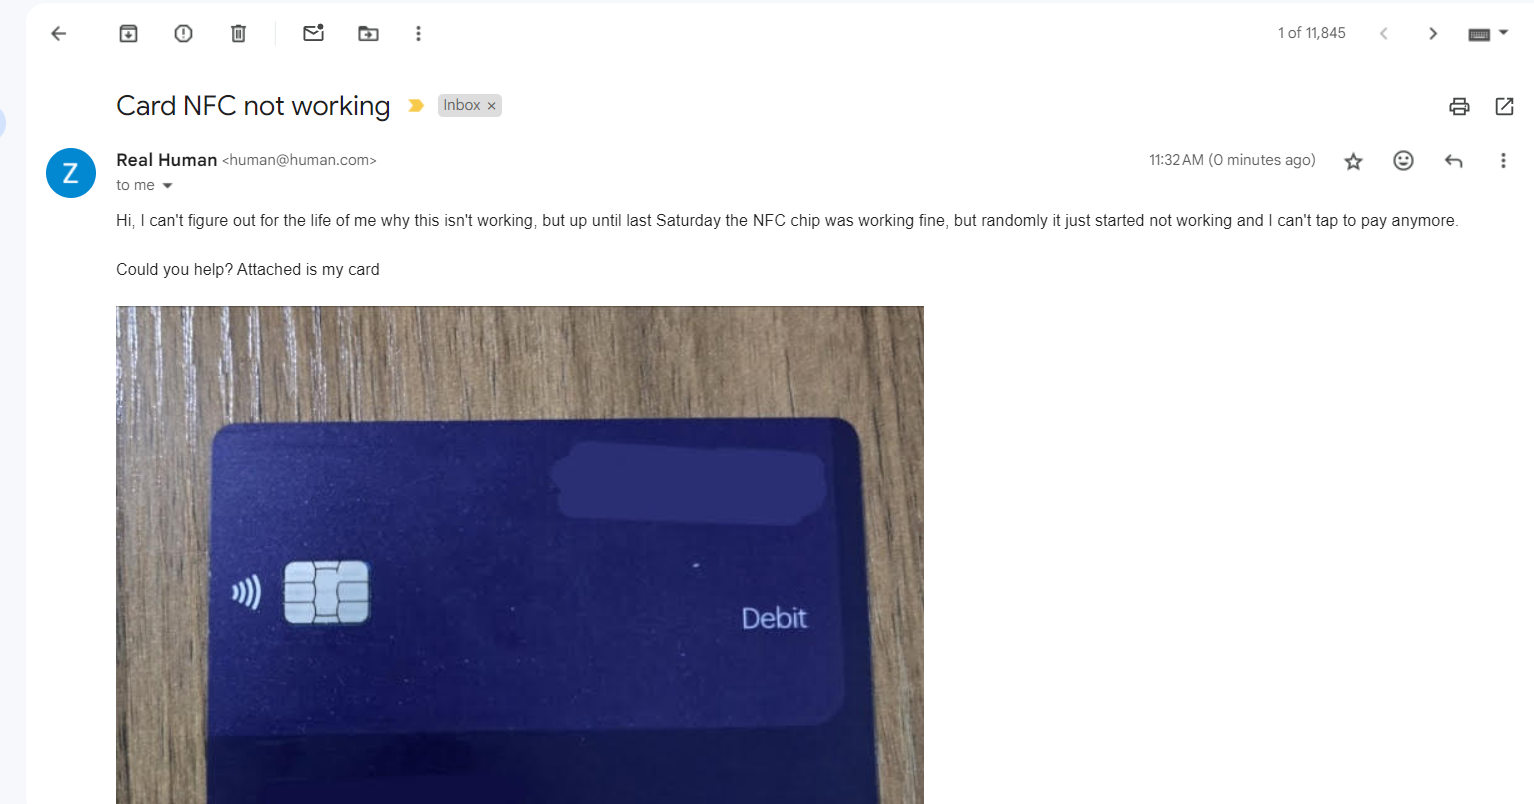 1 of 11,845
Card NFC not working Inbox ×
Real Human <human@human.com> 11:32 AM (0 minutes ago)
Z
to me
Hi, I can't figure out for the life of me why this isn't working, but up until last Saturday the NFC chip was working fine, but randomly it just started not working and I can't tap to pay anymore.
Could you help? Attached is my card
Debit